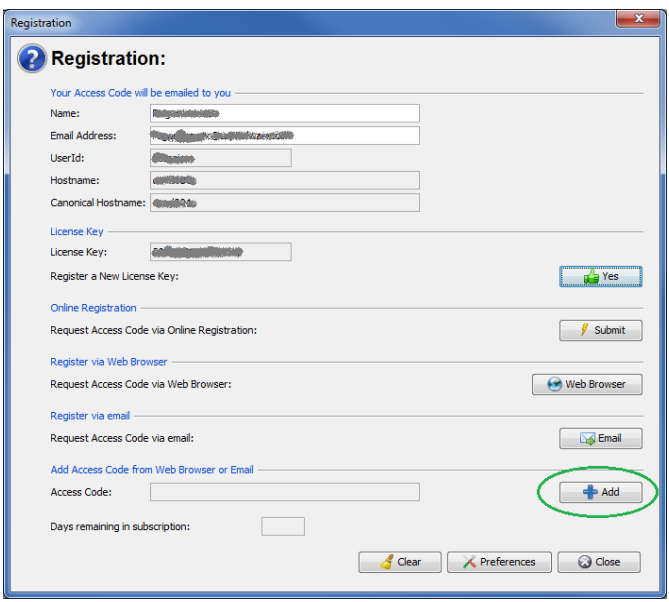 Registration
Registration:
Your Access Code will be emailed to you
Name:
Email Address:
UserId:
Hostname:
Canonical Hostname:
License Key
License Key:
Register a New License Key: Yes
Online Registration
Request Access Code via Online Registration: Submit
Register via Web Browser
Request Access Code via Web Browser: Web Browser
Register via email
Request Access Code via email: Email
Add Access Code from Web Browser or Email
Access Code: Add
Days remaining in subscription:
Clear Preferences Close